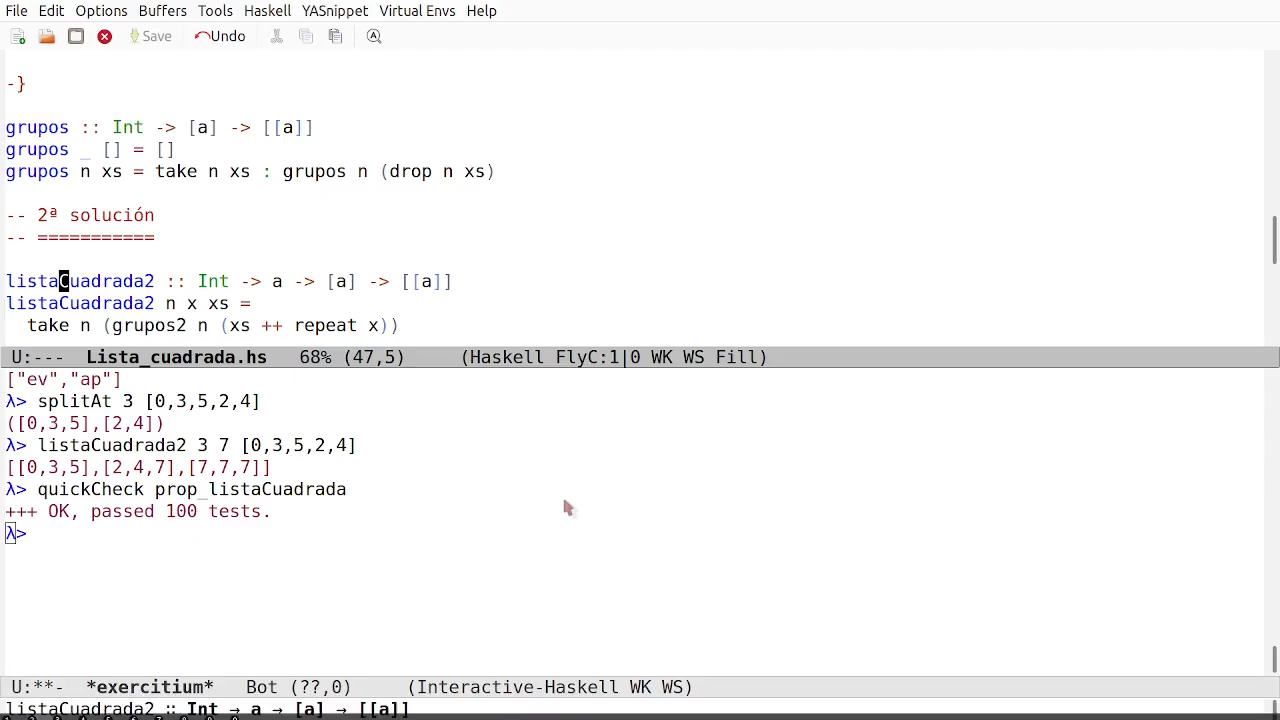 File Edit Options Buffers Tools Haskell YASnippet Virtual Envs Help
Save Undo
-}
grupos :: Int -> [a] -> [[a]]
grupos _ [] = []
grupos n xs = take n xs : grupos n (drop n xs)
-- 2ª solución
-- ===========
listaCuadrada2 :: Int -> a -> [a] -> [[a]]
listaCuadrada2 n x xs =
  take n (grupos2 n (xs ++ repeat x))
U:--- Lista_cuadrada.hs 68% (47,5) (Haskell FlyC:1|0 WK WS Fill)
["ev","ap"]
λ> splitAt 3 [0,3,5,2,4]
([0,3,5],[2,4])
λ> listaCuadrada2 3 7 [0,3,5,2,4]
[[0,3,5],[2,4,7],[7,7,7]]
λ> quickCheck prop_listaCuadrada
+++ OK, passed 100 tests.
λ>
U:**- *exercitium* Bot (??,0) (Interactive-Haskell WK WS)
listaCuadrada2 :: Int → a → [a] → [[a]]